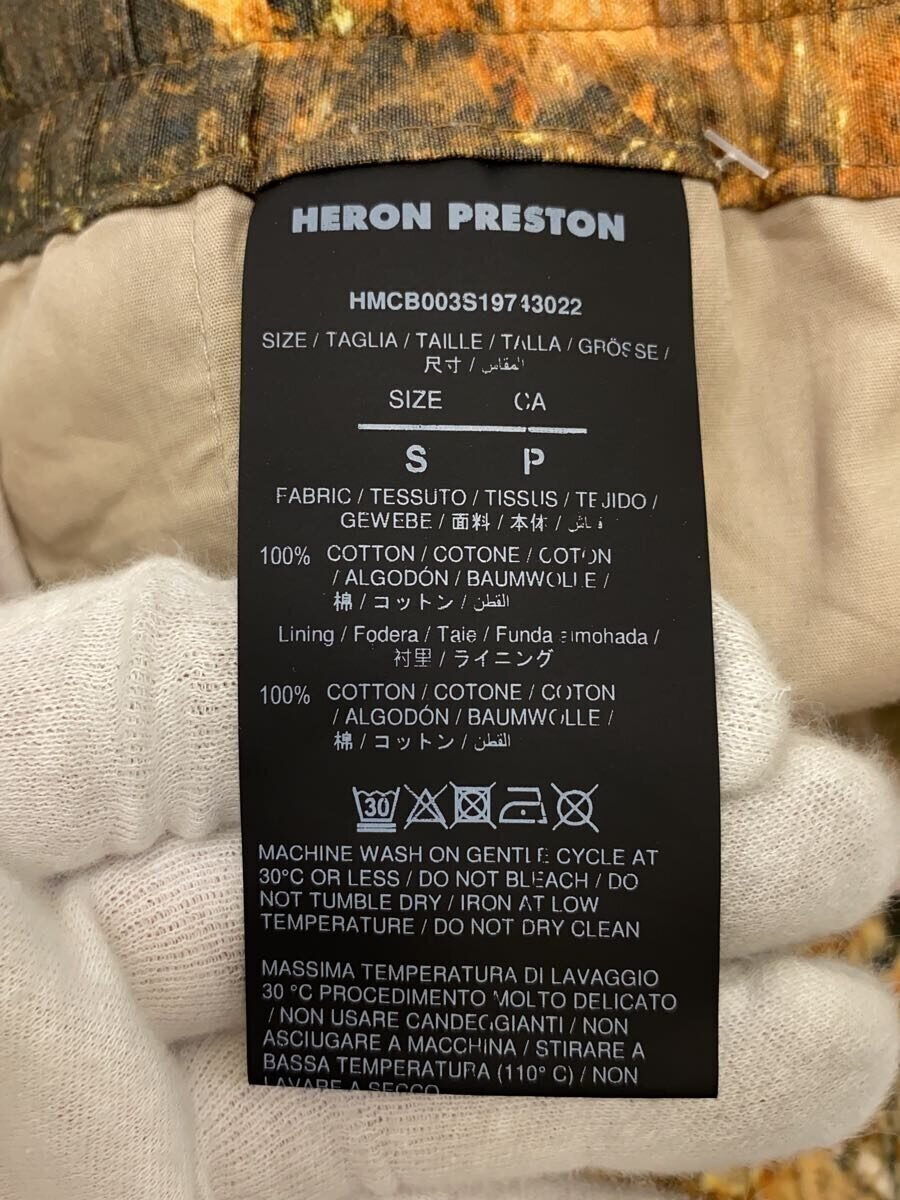 HERON PRESTON
HMCB003S19743022
SIZE / TAGLIA / TAILLE / TALLA / GRÖSSE /
尺寸 / المقاس
SIZE CA
S P
FABRIC / TESSUTO / TISSUS / TEJIDO /
GEWEBE / 面料 / 本体 / قماش
100% COTTON / COTONE / COTON
/ ALGODÓN / BAUMWOLLE /
棉 / コットン / القطن
Lining / Fodera / Taie / Funda almohada /
衬里 / ライニング
100% COTTON / COTONE / COTON
/ ALGODÓN / BAUMWOLLE /
棉 / コットン / القطن
30
MACHINE WASH ON GENTLE CYCLE AT
30°C OR LESS / DO NOT BLEACH / DO
NOT TUMBLE DRY / IRON AT LOW
TEMPERATURE / DO NOT DRY CLEAN
MASSIMA TEMPERATURA DI LAVAGGIO
30 °C PROCEDIMENTO MOLTO DELICATO
/ NON USARE CANDEGGIANTI / NON
ASCIUGARE A MACCHINA / STIRARE A
BASSA TEMPERATURA (110° C) / NON
LAVARE A SECCO